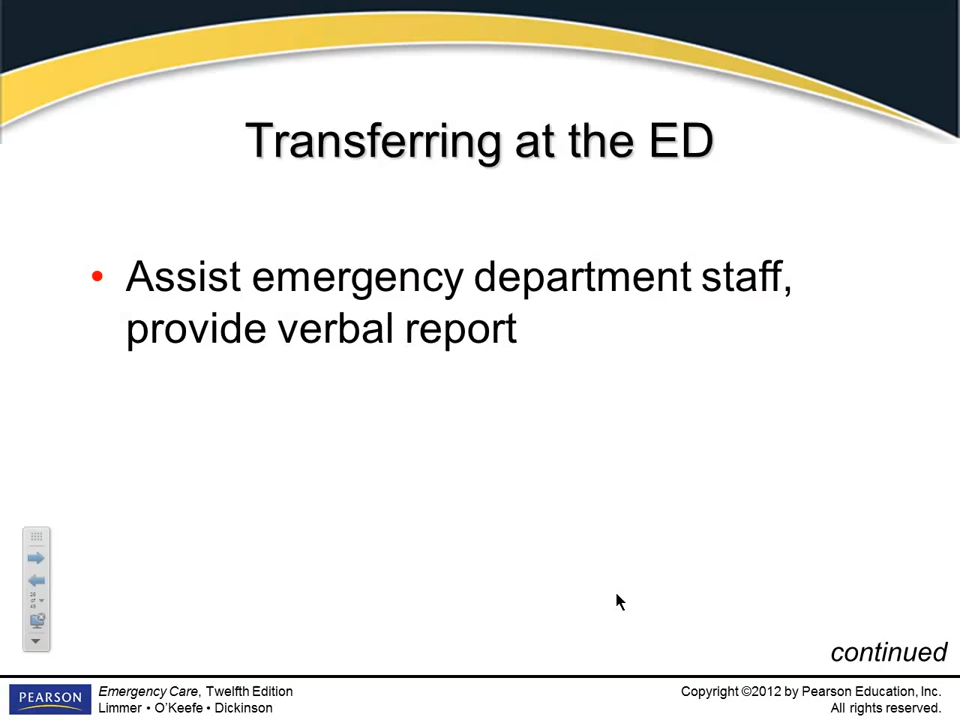 Transferring at the ED
• Assist emergency department staff,
provide verbal report
continued
PEARSON
Emergency Care, Twelfth Edition
Limmer • O'Keefe • Dickinson
Copyright ©2012 by Pearson Education, Inc.
All rights reserved.